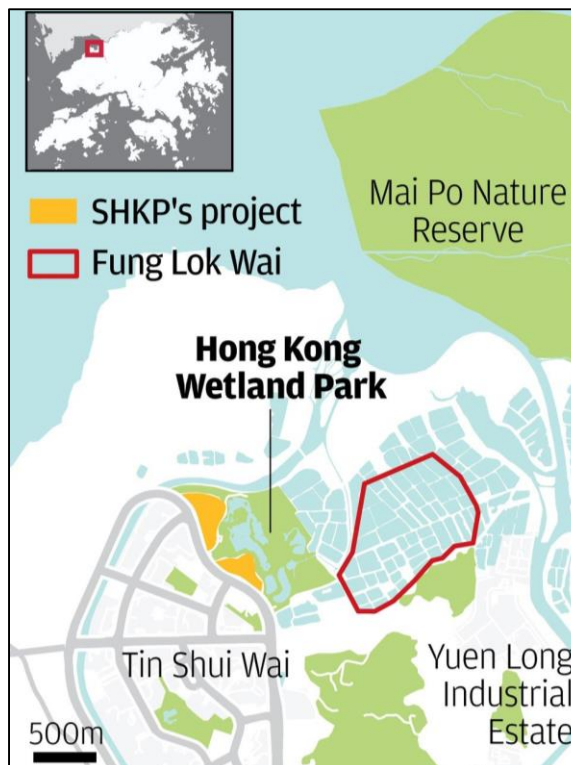 SHKP's project
Fung Lok Wai
Mai Po Nature
Reserve
Hong Kong
Wetland Park
Tin Shui Wai
Yuen Long
Industrial
Estate
500m